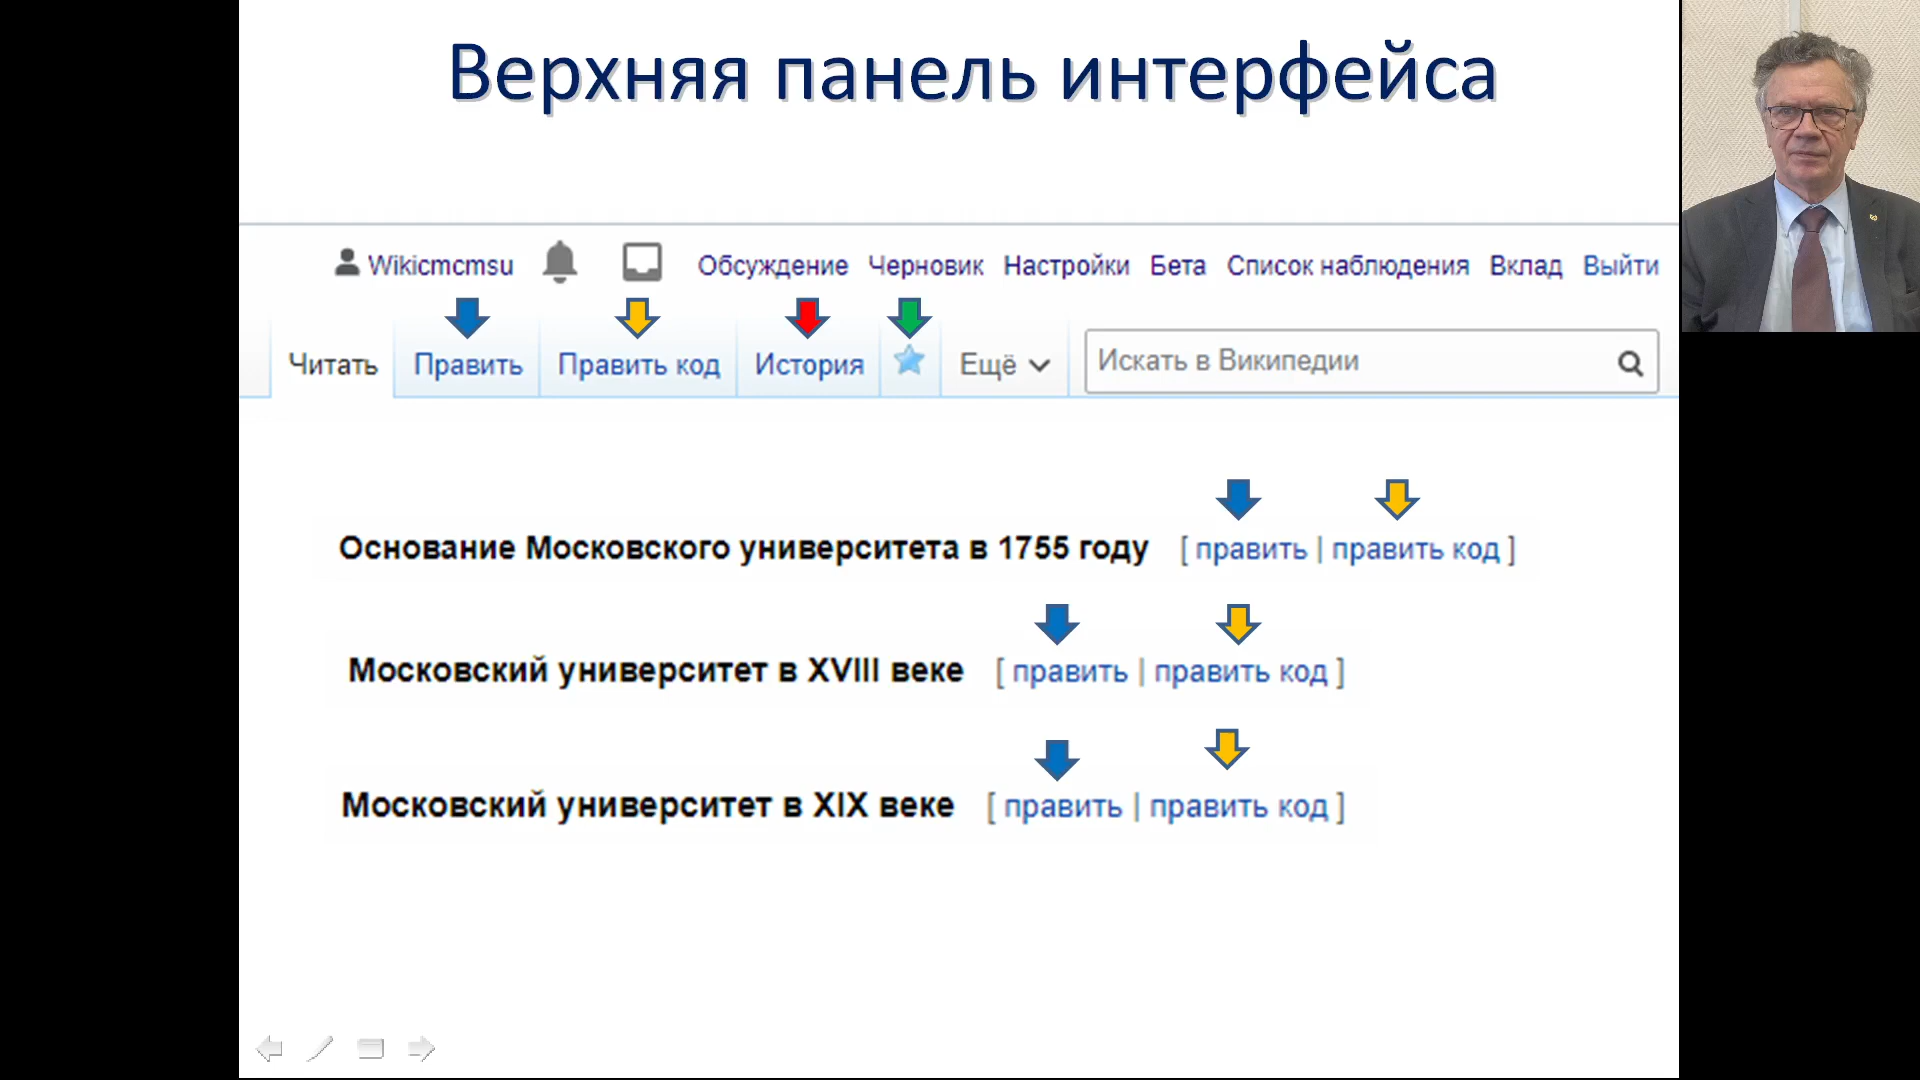 Верхняя панель интерфейса
Wikicmcmsu Обсуждение Черновик Настройки Бета Список наблюдения Вклад Выйти
Читать Править Править код История Ещё Искать в Википедии
Основание Московского университета в 1755 году [ править | править код ]
Московский университет в XVIII веке [ править | править код ]
Московский университет в XIX веке [ править | править код ]